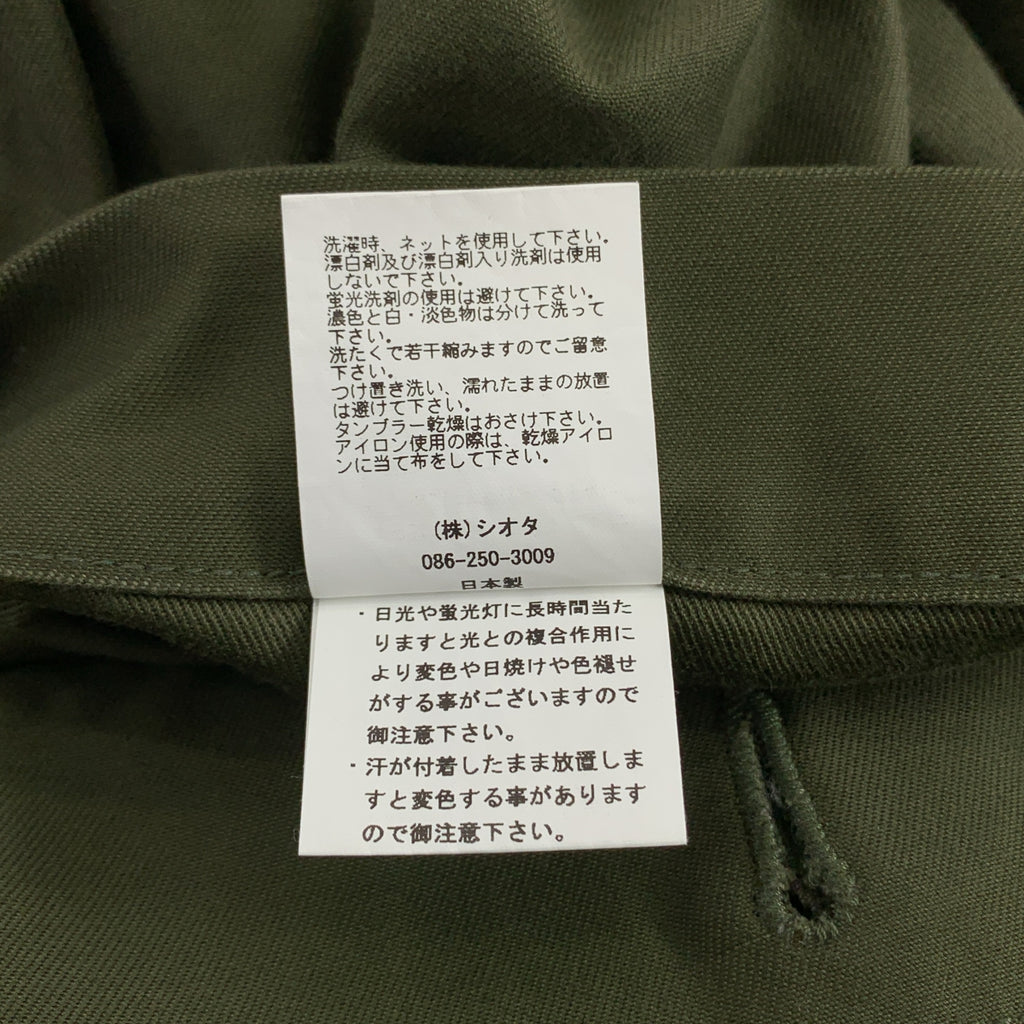 洗濯時、ネットを使用して下さい。
漂白剤及び漂白剤入り洗剤は使用
しないで下さい。
蛍光洗剤の使用は避けて下さい。
濃色と白・淡色物は分けて洗って
下さい。
洗たくで若干縮みますのでご留意
下さい。
つけ置き洗い、濡れたままの放置
は避けて下さい。
タンブラー乾燥はおさけ下さい。
アイロン使用の際は、乾燥アイロ
ンに当て布をして下さい。
(株)シオタ
086-250-3009
日本製
・日光や蛍光灯に長時間当た
りますと光との複合作用に
より変色や日焼けや色褪せ
がする事がございますので
御注意下さい。
・汗が付着したまま放置しま
すと変色する事があります
ので御注意下さい。